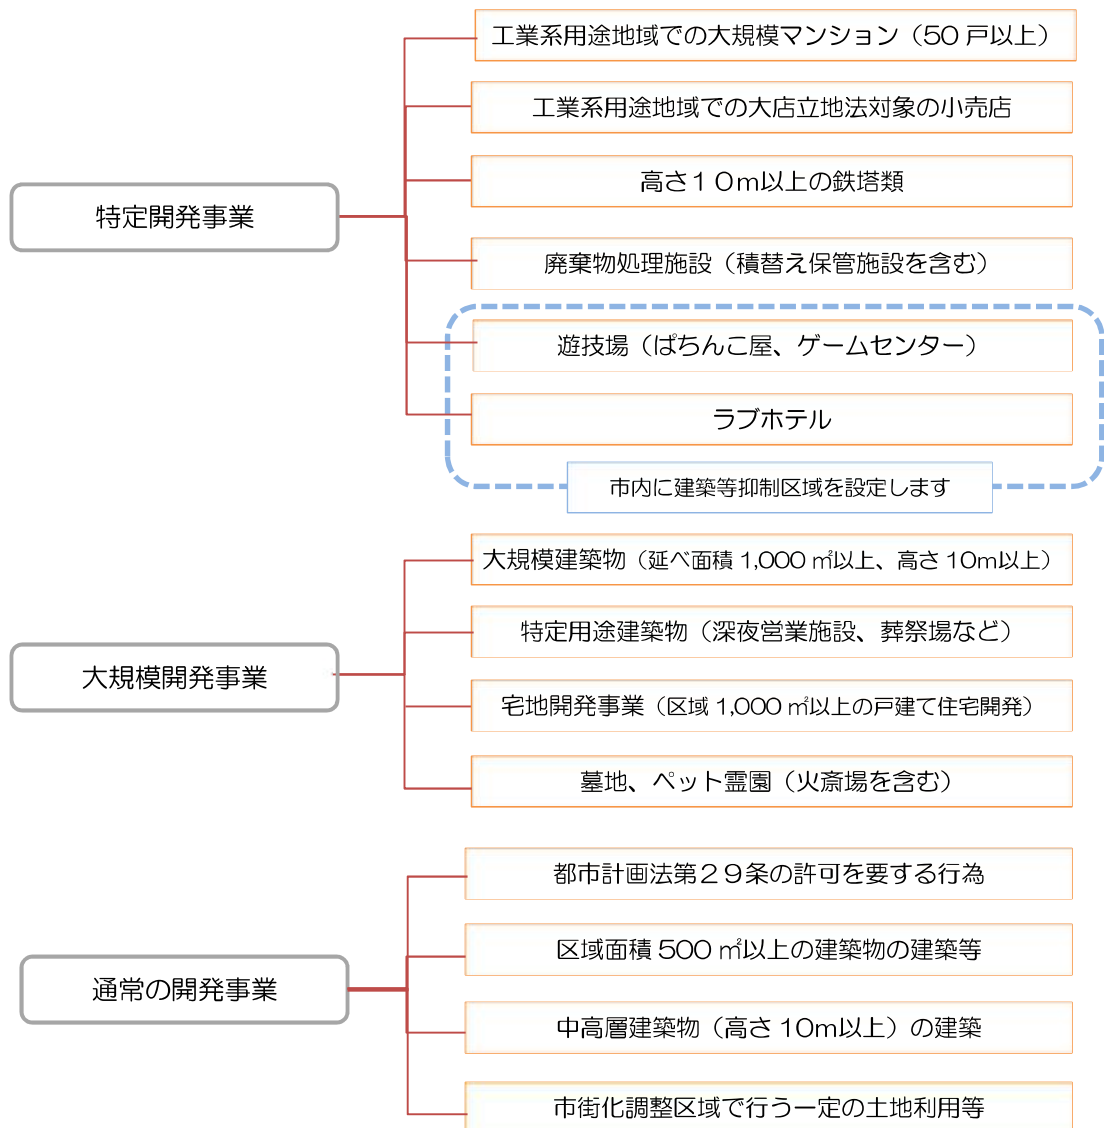 特定開発事業
工業系用途地域での大規模マンション（50戸以上）
工業系用途地域での大店立地法対象の小売店
高さ１０ｍ以上の鉄塔類
廃棄物処理施設（積替え保管施設を含む）
遊技場（ぱちんこ屋、ゲームセンター）
ラブホテル
市内に建築等抑制区域を設定します
大規模開発事業
大規模建築物（延べ面積 1,000 ㎡以上、高さ 10m以上）
特定用途建築物（深夜営業施設、葬祭場など）
宅地開発事業（区域 1,000 ㎡以上の戸建て住宅開発）
墓地、ペット霊園（火斎場を含む）
通常の開発事業
都市計画法第２９条の許可を要する行為
区域面積 500 ㎡以上の建築物の建築等
中高層建築物（高さ 10m以上）の建築
市街化調整区域で行う一定の土地利用等